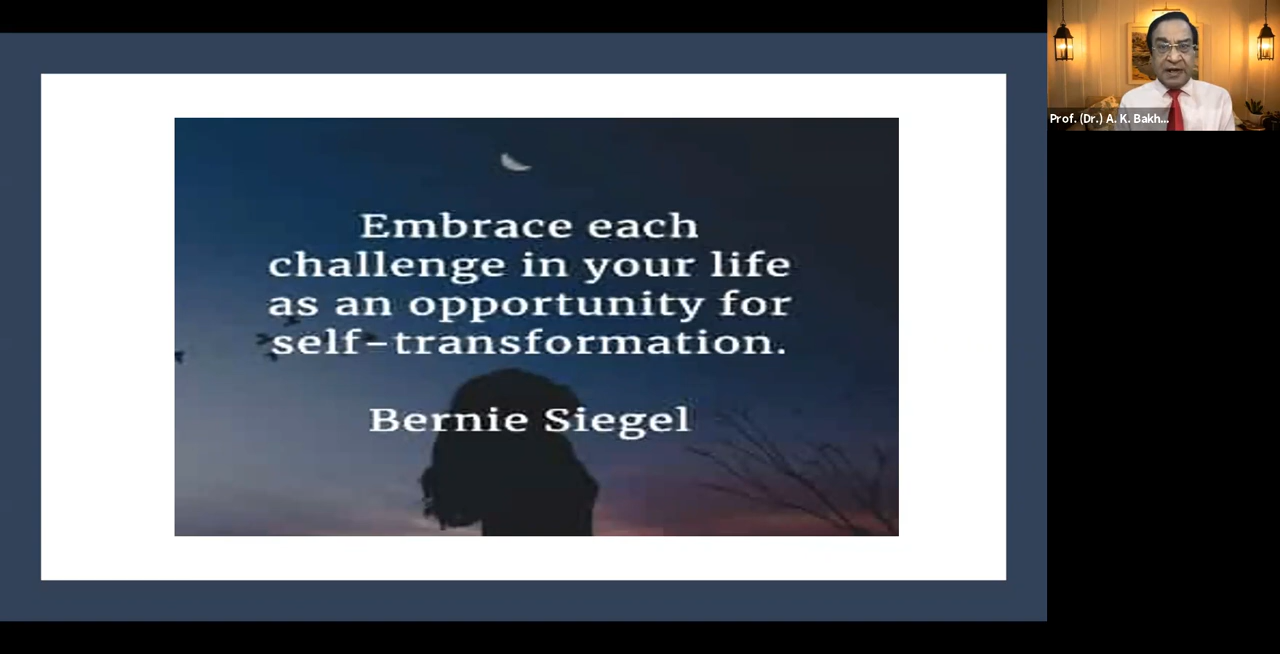 Embrace each
challenge in your life
as an opportunity for
self-transformation.
Bernie Siegel
Prof. (Dr.) A. K. Bakh...